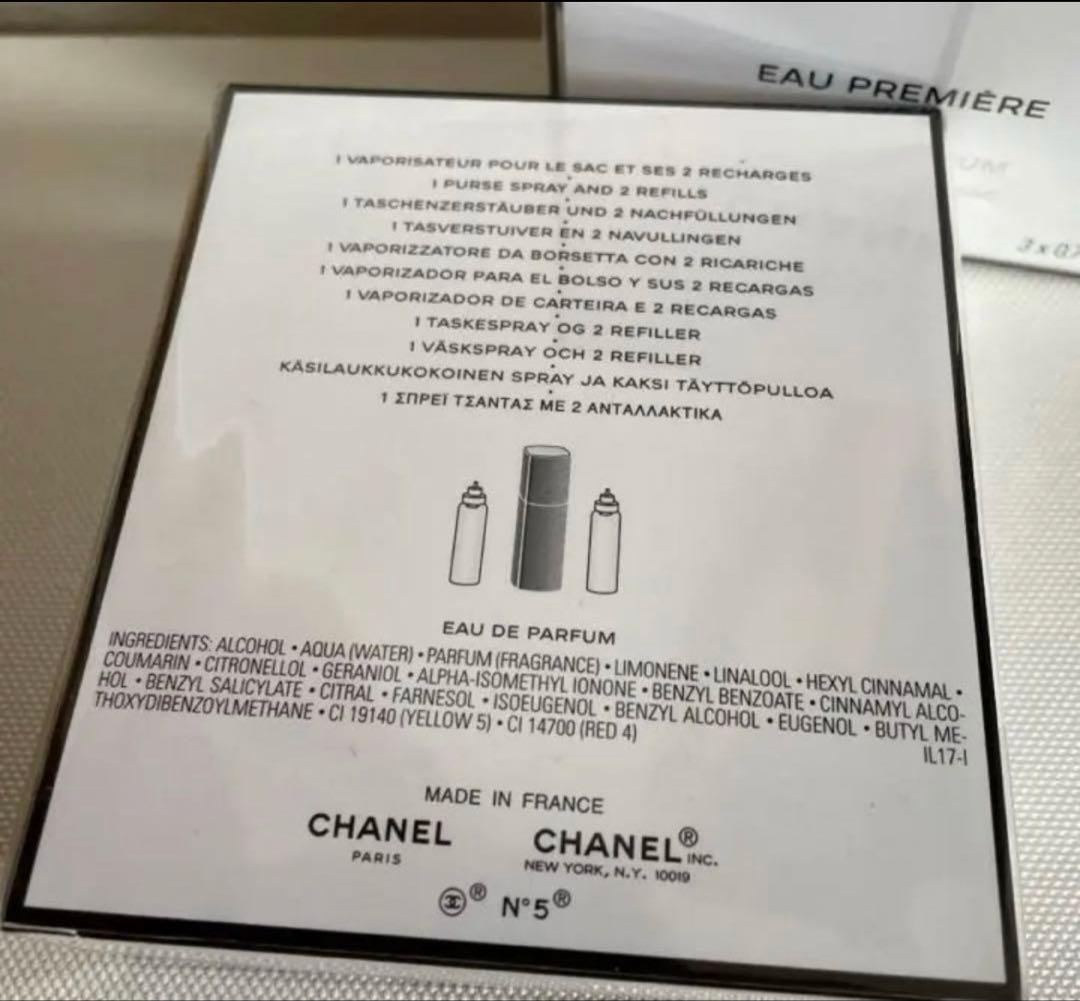 EAU PREMIÈRE
UM
3 x 0,7
1 VAPORISATEUR POUR LE SAC ET SES 2 RECHARGES
1 PURSE SPRAY AND 2 REFILLS
1 TASCHENZERSTÄUBER UND 2 NACHFÜLLUNGEN
1 TASVERSTUIVER EN 2 NAVULLINGEN
1 VAPORIZZATORE DA BORSETTA CON 2 RICARICHE
1 VAPORIZADOR PARA EL BOLSO Y SUS 2 RECARGAS
1 VAPORIZADOR DE CARTEIRA E 2 RECARGAS
1 TASKESPRAY OG 2 REFILLER
1 VÄSKSPRAY OCH 2 REFILLER
KÄSILAUKKUKOKOINEN SPRAY JA KAKSI TÄYTTÖPULLOA
1 ΣΠΡΕΪ ΤΣΑΝΤΑΣ ΜΕ 2 ΑΝΤΑΛΛΑΚΤΙΚΑ
EAU DE PARFUM
INGREDIENTS: ALCOHOL • AQUA (WATER) • PARFUM (FRAGRANCE) • LIMONENE • LINALOOL • HEXYL CINNAMAL •
COUMARIN • CITRONELLOL • GERANIOL • ALPHA-ISOMETHYL IONONE • BENZYL BENZOATE • CINNAMYL ALCO-
HOL • BENZYL SALICYLATE • CITRAL • FARNESOL • ISOEUGENOL • BENZYL ALCOHOL • EUGENOL • BUTYL ME-
THOXYDIBENZOYLMETHANE • CI 19140 (YELLOW 5) • CI 14700 (RED 4)
IL17-I
MADE IN FRANCE
CHANEL CHANEL® INC.
PARIS NEW YORK, N.Y. 10019
® N°5®